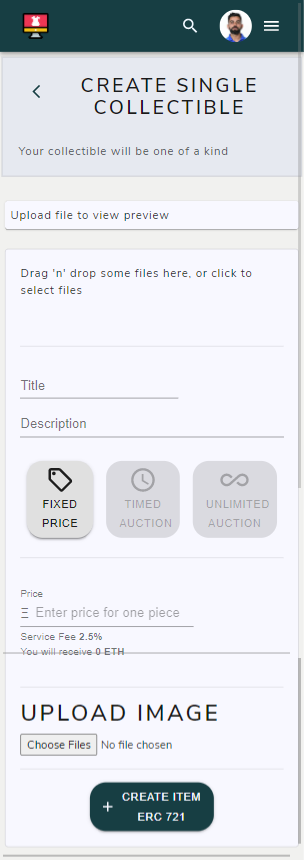 CREATE SINGLE
COLLECTIBLE
Your collectible will be one of a kind
Upload file to view preview
Drag 'n' drop some files here, or click to
select files
Title
Description
FIXED
PRICE
TIMED
AUCTION
UNLIMITED
AUCTION
Price
Ξ Enter price for one piece
Service Fee 2.5%
You will receive 0 ETH
UPLOAD IMAGE
Choose Files No file chosen
+ CREATE ITEM
ERC 721